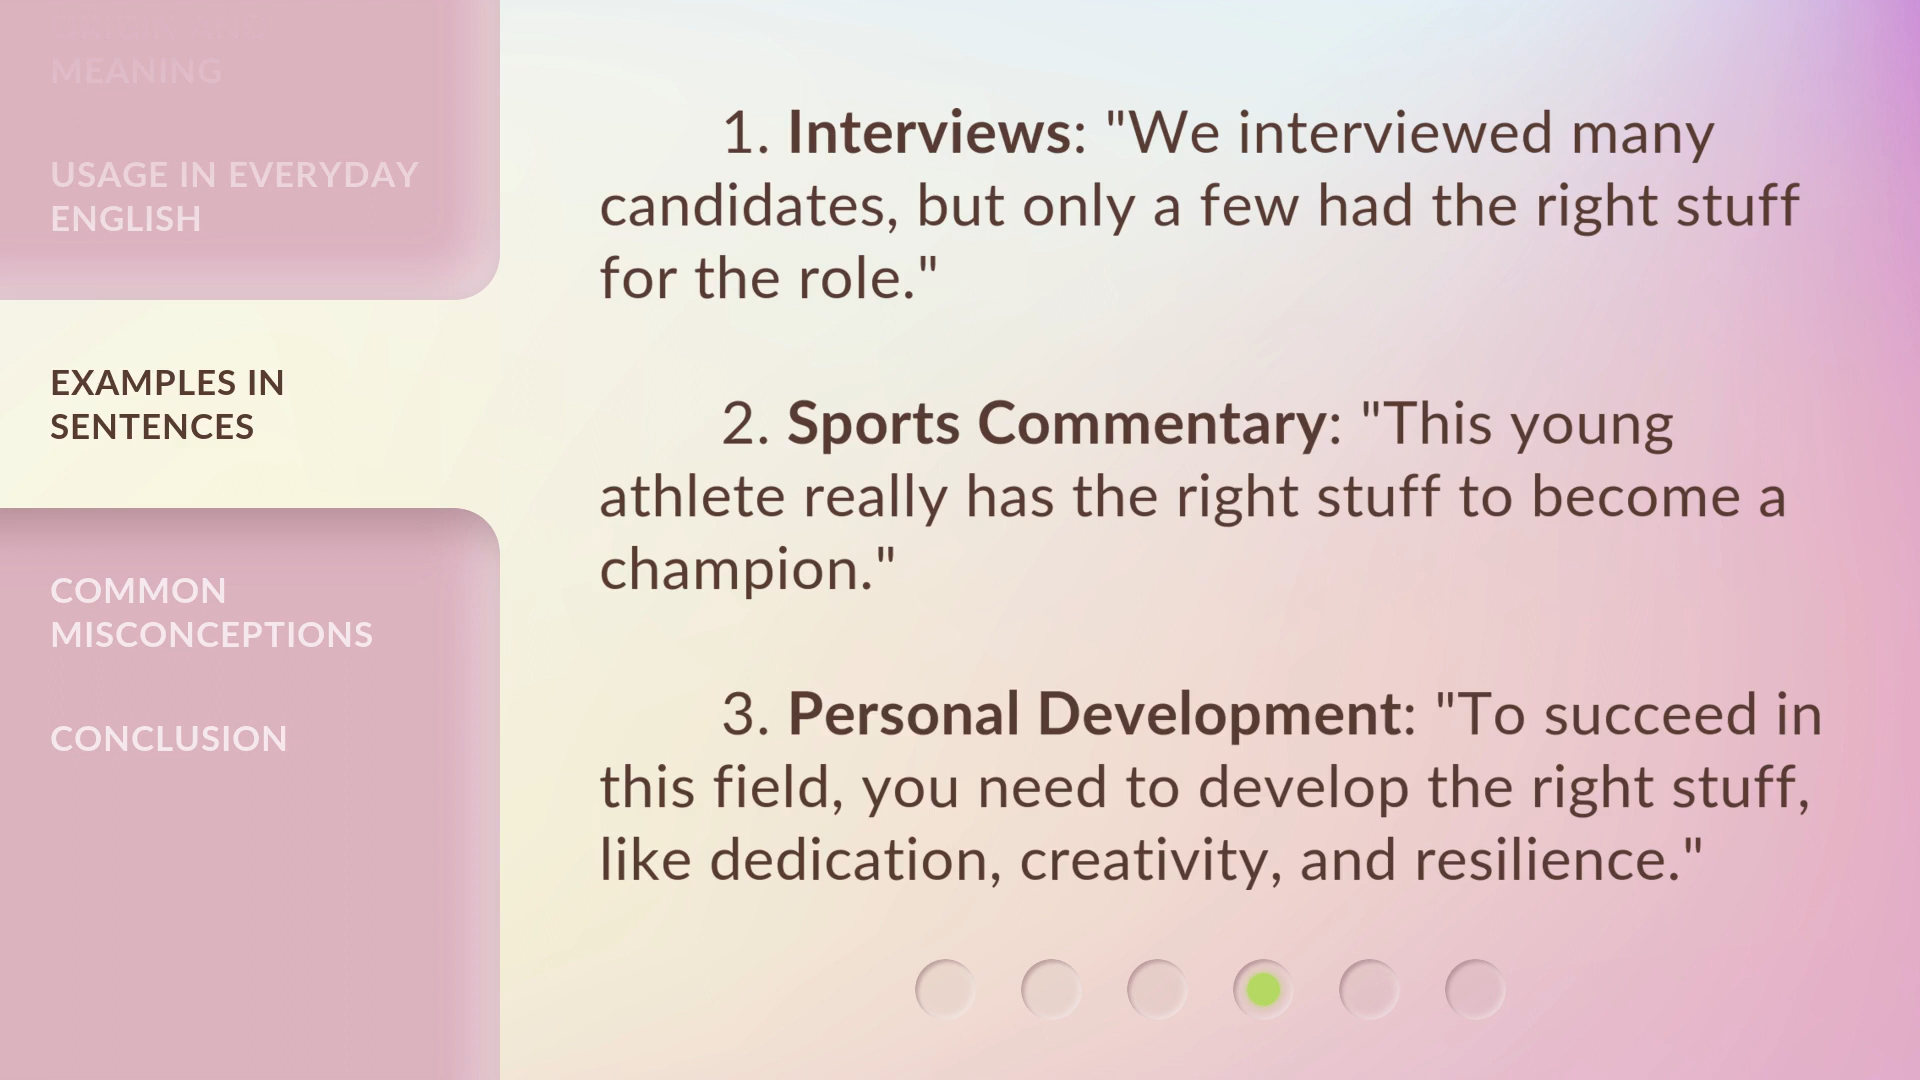 MEANING
USAGE IN EVERYDAY
ENGLISH
EXAMPLES IN
SENTENCES
COMMON
MISCONCEPTIONS
CONCLUSION
1. Interviews: "We interviewed many
candidates, but only a few had the right stuff
for the role."
2. Sports Commentary: "This young
athlete really has the right stuff to become a
champion."
3. Personal Development: "To succeed in
this field, you need to develop the right stuff,
like dedication, creativity, and resilience."